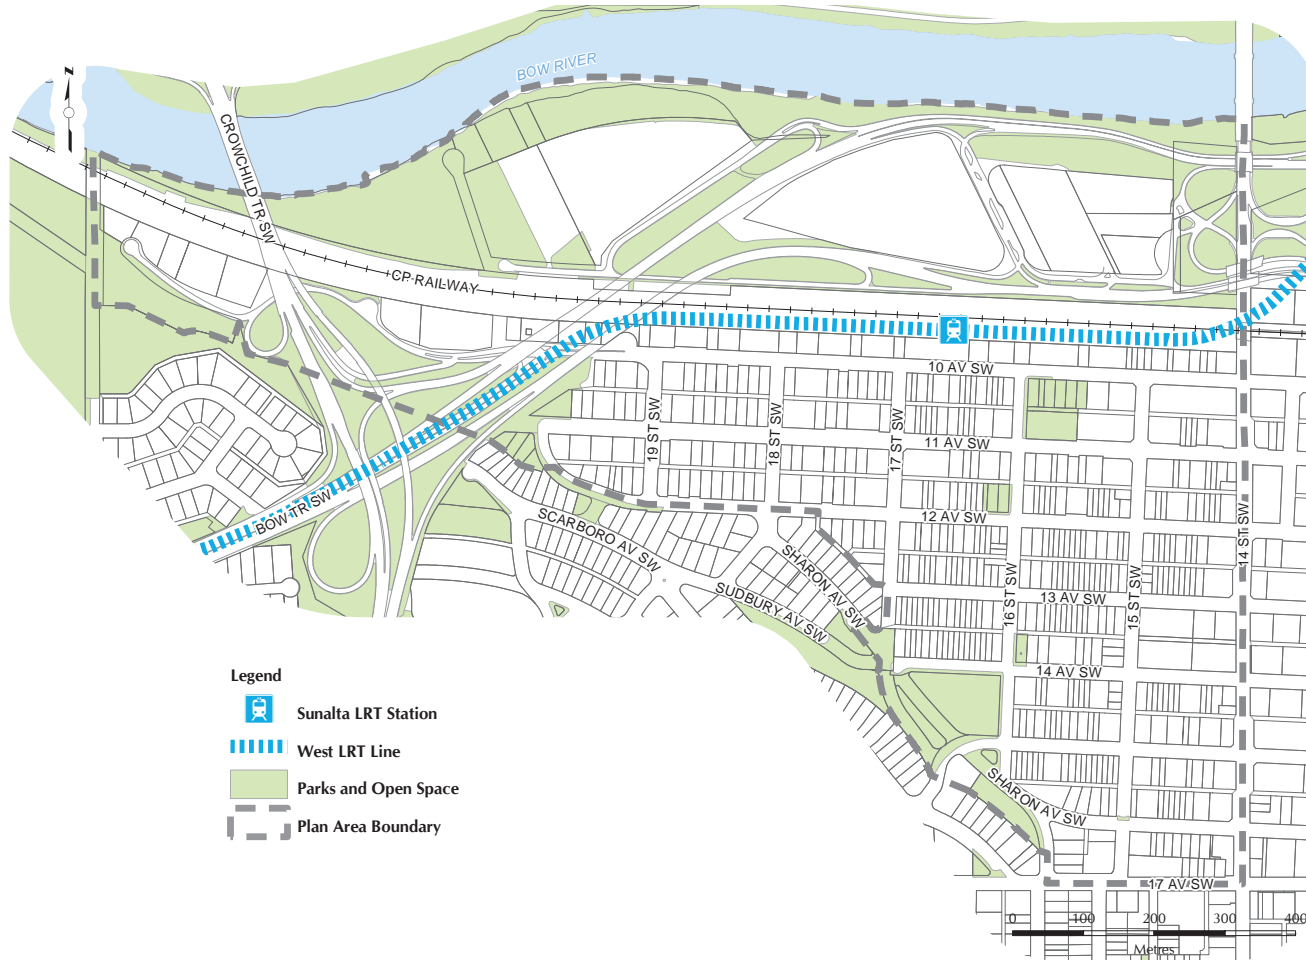 BOW RIVER
N
CROWCHILD TR SW
CP RAILWAY
10 AV SW
19 ST SW
18 ST SW
17 ST SW
11 AV SW
12 AV SW
BOW TR SW
SCARBORO AV SW
SHARON AV SW
SUDBURY AV SW
13 AV SW
16 ST SW
15 ST SW
14 ST SW
14 AV SW
SHARON AV SW
17 AV SW
Legend
Sunalta LRT Station
West LRT Line
Parks and Open Space
Plan Area Boundary
0 100 200 300 400
Metres